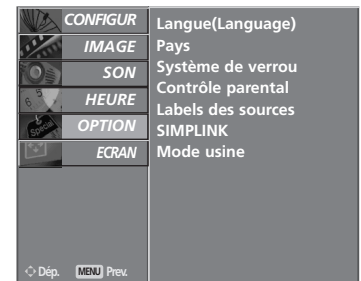 CONFIGUR
IMAGE
SON
HEURE
OPTION
ECRAN
Langue(Language)
Pays
Système de verrou
Contrôle parental
Labels des sources
SIMPLINK
Mode usine
Special
Dép. MENU Prev.